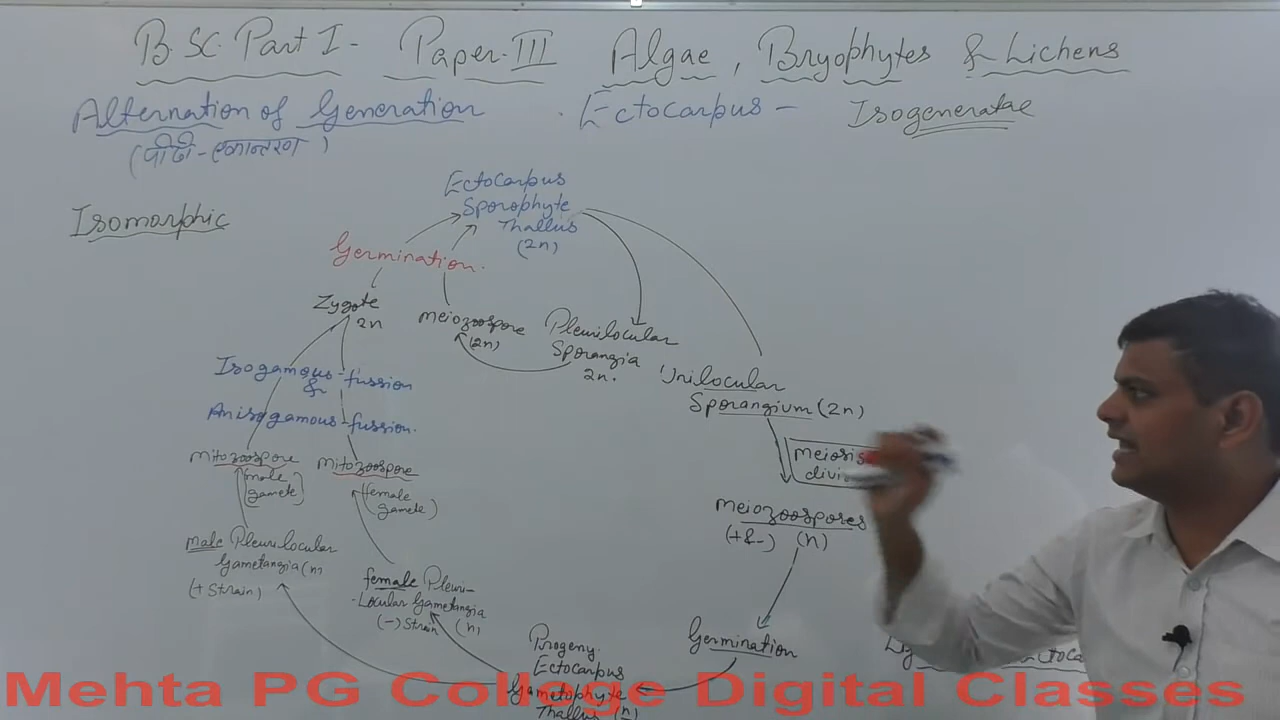 B.Sc. Part I - Paper-III Algae, Bryophytes & Lichens
Alternation of Generation . Ectocarpus - Isogeneratae
(पीढी-एकान्तरण)
Isomorphic
Ectocarpus
Sporophyte
Thallus
(2n)
Germination.
Zygote
2n
meiozoospore
(2n)
Pleurilocular
Sporangia
2n.
Unilocular
Sporangium (2n)
Isogamous-fussion
&
Anisogamous-fussion.
meiosis
mitozoospore
(male
gamete)
mitozoospore
(female
gamete)
meiozoospores
(+&-) (n)
male Pleurilocular
Gametangia (n)
(+ Strain)
female Pleuri-
-Locular Gametangia
(-) Strain (n)
Germination
Progeny.
Ectocarpus
Gametophyte
Thallus (n)
Mehta PG Collage Digital Classes